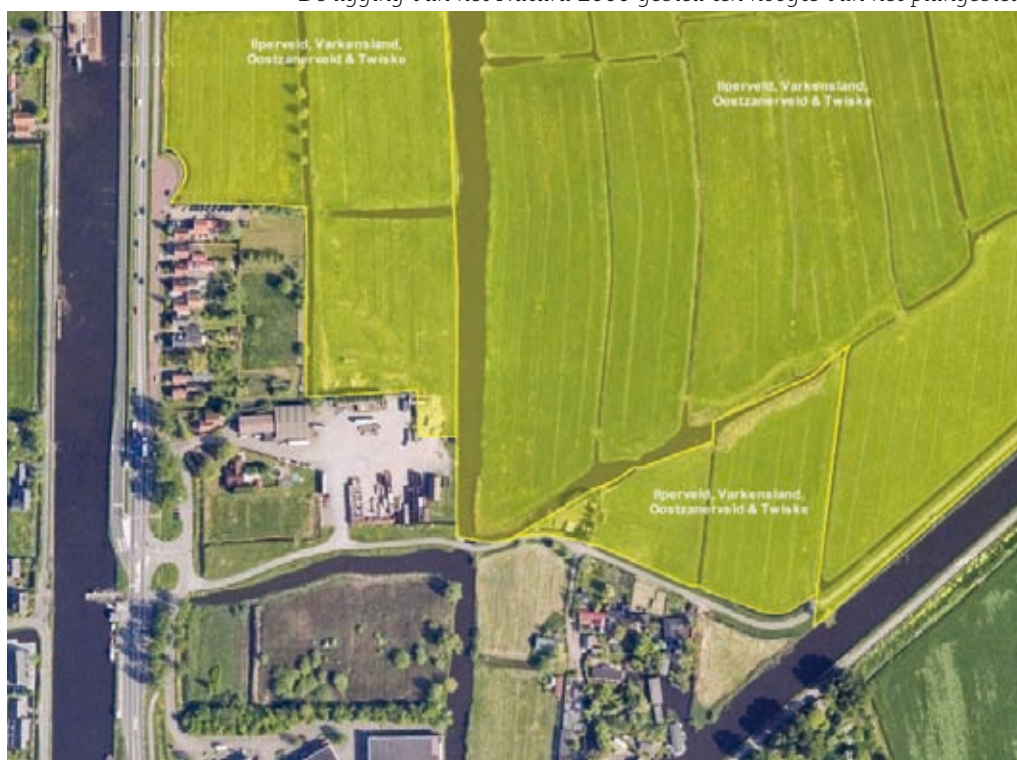 De ligging van het Natura 2000-gebied ten noorden van het plangebied
Ilperveld, Varkensland,
Oostzanerveld & Twiske
Ilperveld, Varkensland,
Oostzanerveld & Twiske
Ilperveld, Varkensland,
Oostzanerveld & Twiske